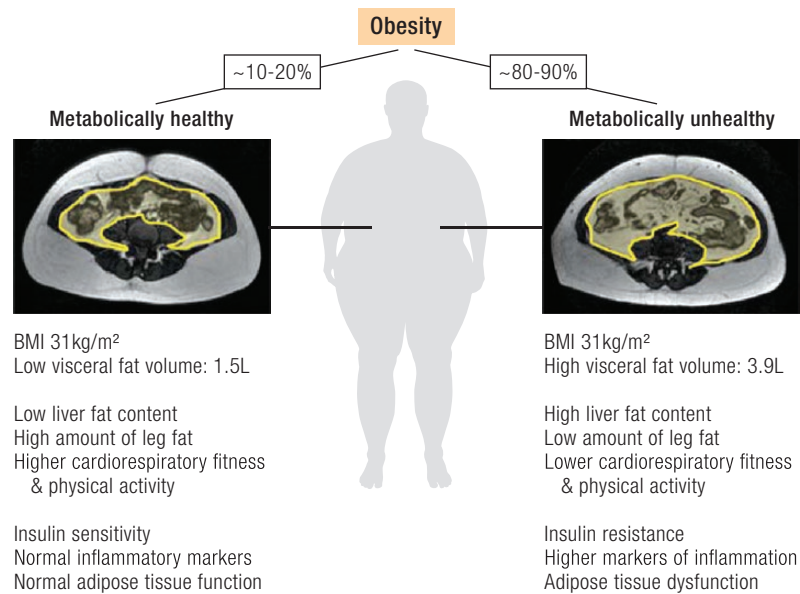 Obesity
~10-20%
~80-90%
Metabolically healthy
Metabolically unhealthy
BMI 31kg/m²
Low visceral fat volume: 1.5L
Low liver fat content
High amount of leg fat
Higher cardiorespiratory fitness
& physical activity
Insulin sensitivity
Normal inflammatory markers
Normal adipose tissue function
BMI 31kg/m²
High visceral fat volume: 3.9L
High liver fat content
Low amount of leg fat
Lower cardiorespiratory fitness
& physical activity
Insulin resistance
Higher markers of inflammation
Adipose tissue dysfunction